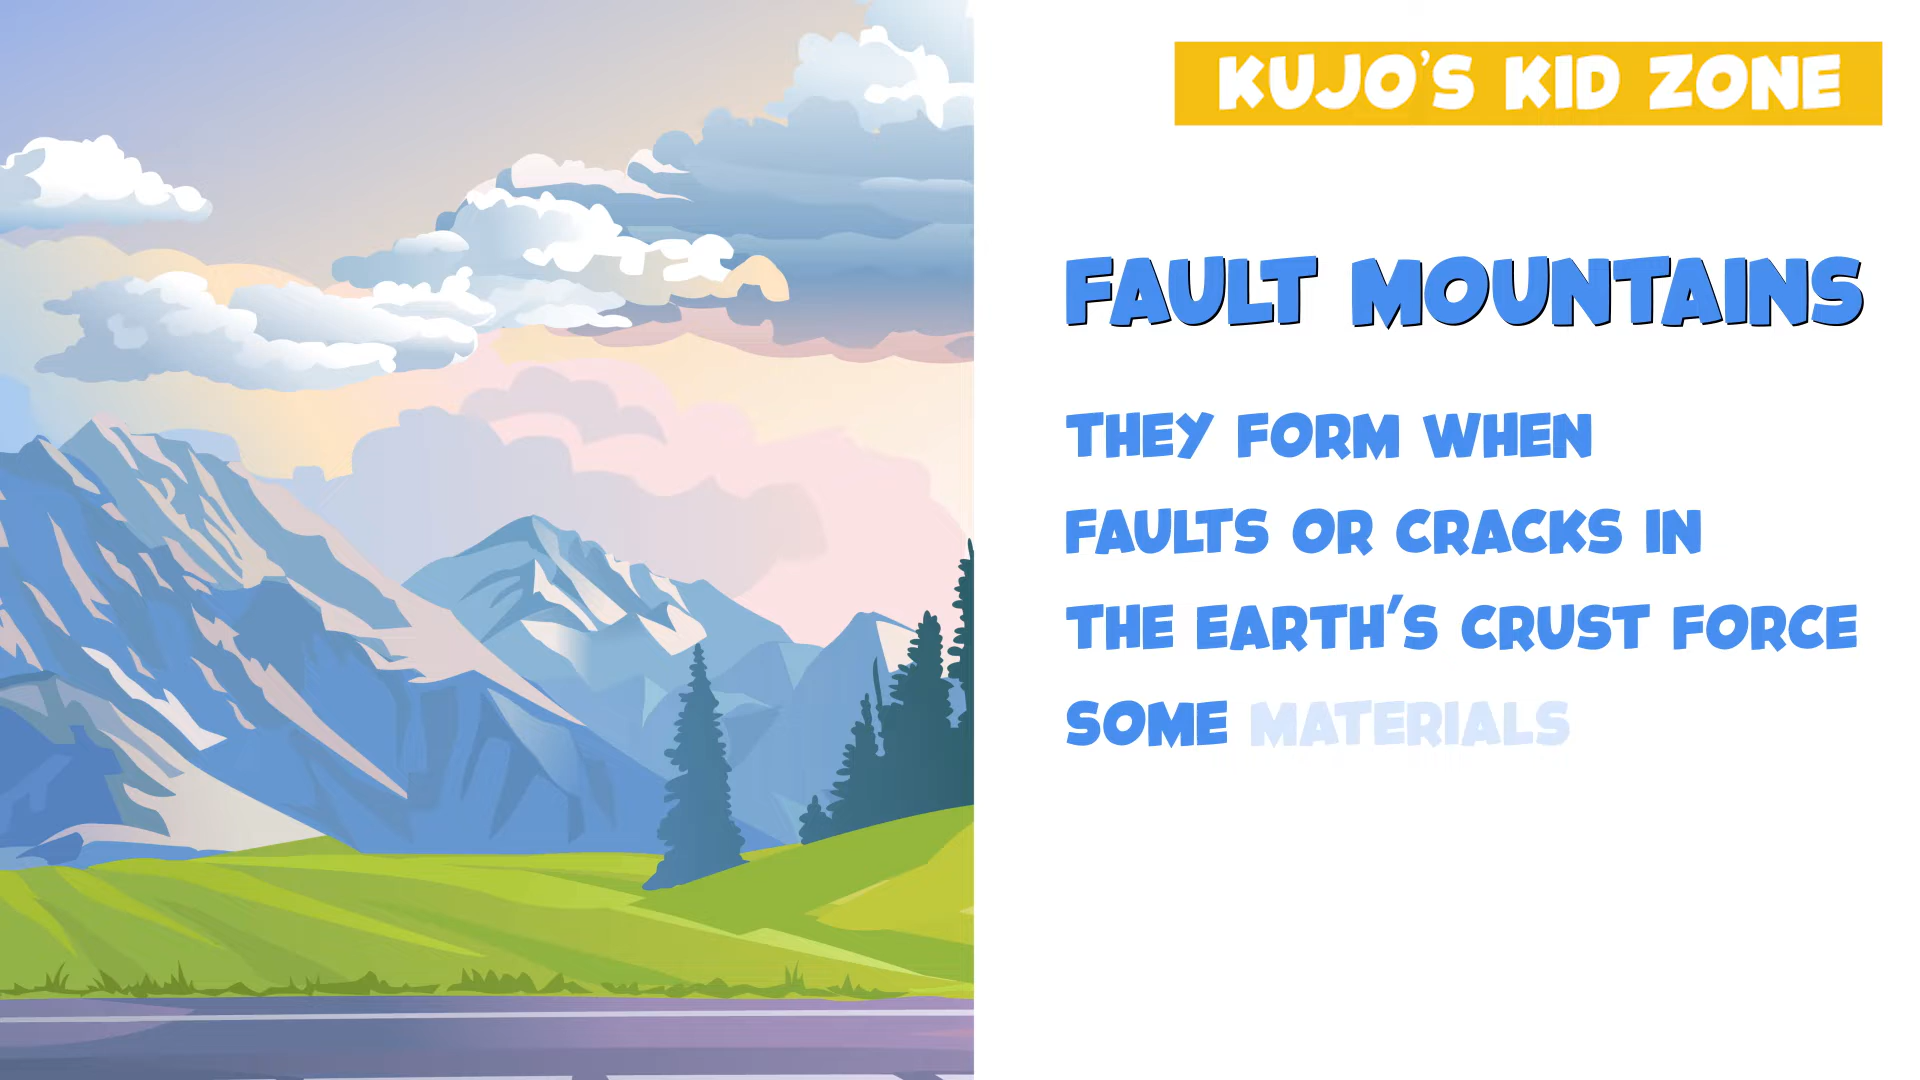 KUJO'S KID ZONE
FAULT MOUNTAINS
THEY FORM WHEN
FAULTS OR CRACKS IN
THE EARTH'S CRUST FORCE
SOME MATERIALS